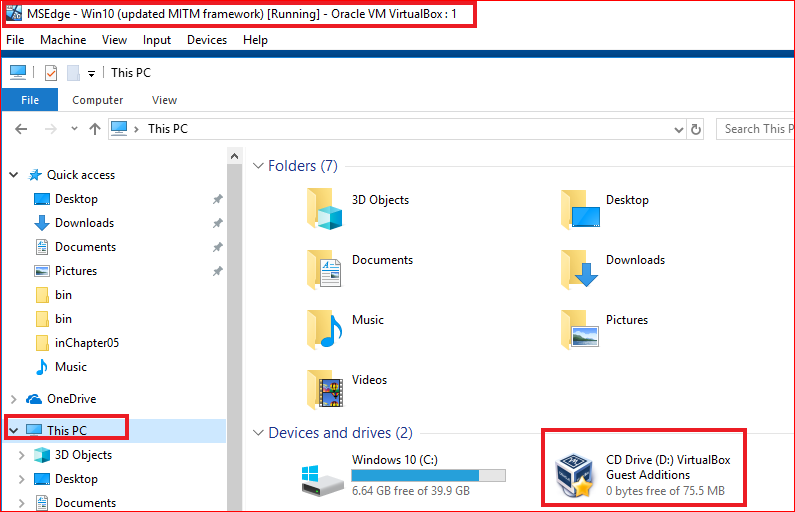 MSEdge - Win10 (updated MITM framework) [Running] - Oracle VM VirtualBox : 1
File Machine View Input Devices Help
This PC
File Computer View
This PC
Search This P
Quick access
Desktop
Downloads
Documents
Pictures
bin
bin
inChapter05
Music
OneDrive
This PC
3D Objects
Desktop
Documents
Folders (7)
3D Objects
Desktop
Documents
Downloads
Music
Pictures
Videos
Devices and drives (2)
Windows 10 (C:)
6.64 GB free of 39.9 GB
CD Drive (D:) VirtualBox
Guest Additions
0 bytes free of 75.5 MB